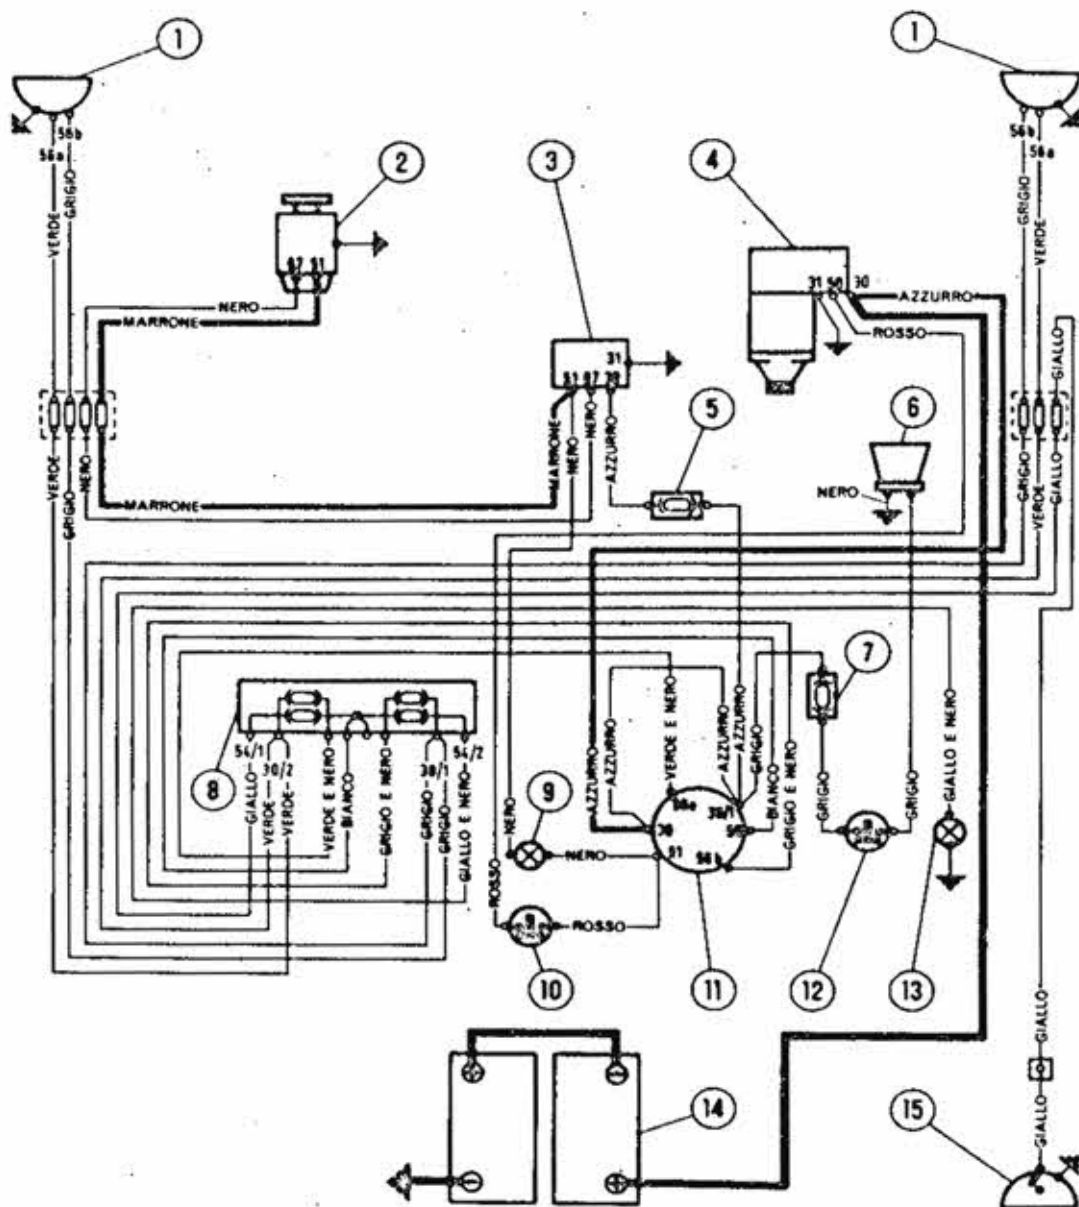 1
1
56a
56b
56b
56a
VERDE
GRIGIO
GRIGIO
VERDE
2
3
4
67 51
31 50 30
NERO
MARRONE
AZZURRO
ROSSO
GIALLO
31
51 67 30
5
6
VERDE
GRIGIO
NERO
MARRONE
MARRONE
NERO
NERO
AZZURRO
NERO
GRIGIO
VERDE
GIALLO
7
8
54/1
30/2
30/1
54/2
GIALLO
VERDE
VERDE
VERDE E NERO
BIANCO
GRIGIO E NERO
GRIGIO
GRIGIO
GIALLO E NERO
NERO
ROSSO
9
NERO
10
ROSSO
AZZURRO
AZZURRO
VERDE E NERO
AZZURRO
AZZURRO
GRIGIO
BIANCO
GRIGIO E NERO
56a
30
51
56b
11
GRIGIO
GRIGIO
GIALLO E NERO
12
13
14
GIALLO
GIALLO
15